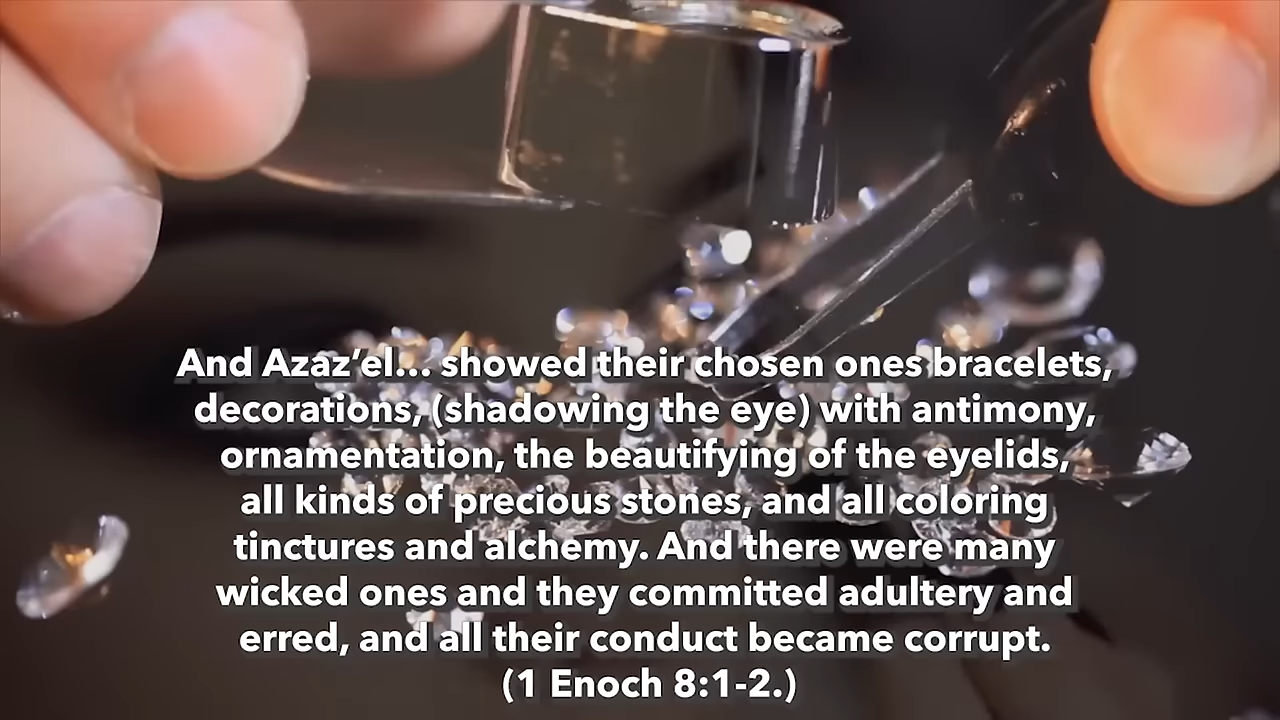 And Azaz’el... showed their chosen ones bracelets,
decorations, (shadowing the eye) with antimony,
ornamentation, the beautifying of the eyelids,
all kinds of precious stones, and all coloring
tinctures and alchemy. And there were many
wicked ones and they committed adultery and
erred, and all their conduct became corrupt.
(1 Enoch 8:1-2.)